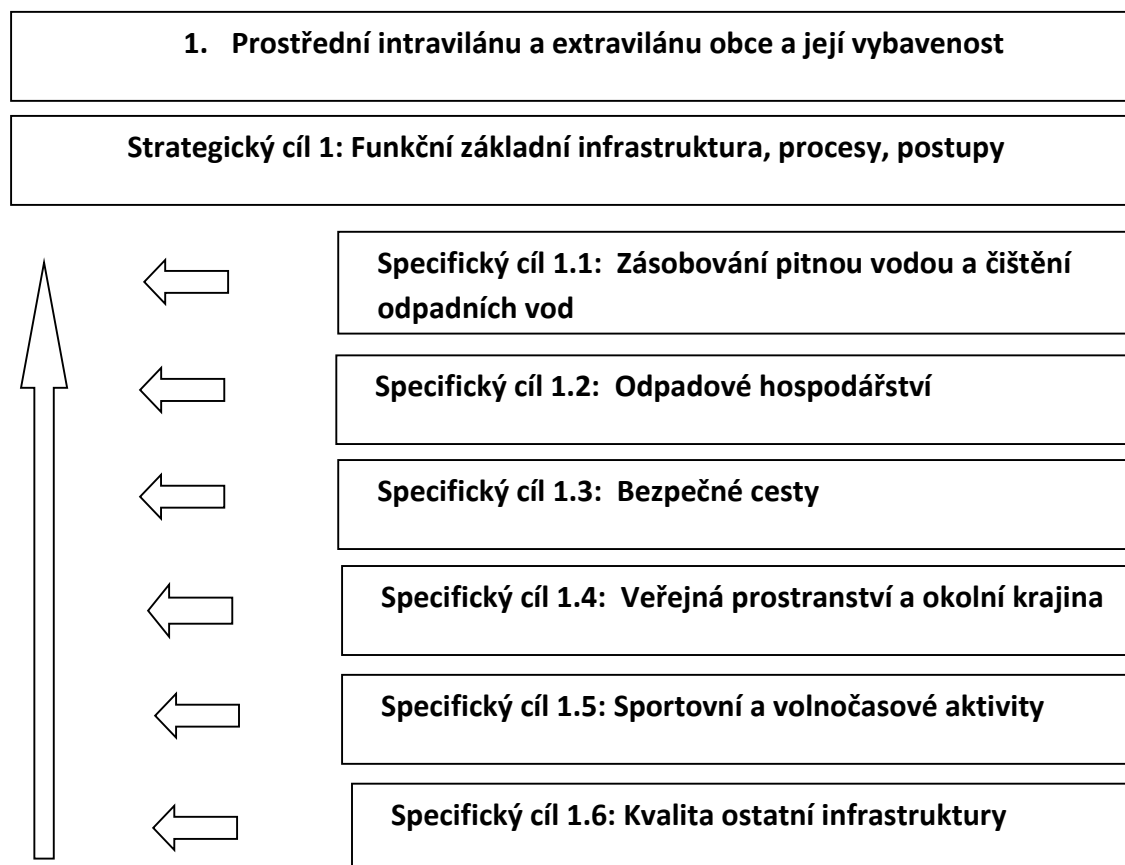 1. Prostřední intravilánu a extravilánu obce a její vybavenost
Strategický cíl 1: Funkční základní infrastruktura, procesy, postupy
Specifický cíl 1.1: Zásobování pitnou vodou a čištění
odpadních vod
Specifický cíl 1.2: Odpadové hospodářství
Specifický cíl 1.3: Bezpečné cesty
Specifický cíl 1.4: Veřejná prostranství a okolní krajina
Specifický cíl 1.5: Sportovní a volnočasové aktivity
Specifický cíl 1.6: Kvalita ostatní infrastruktury